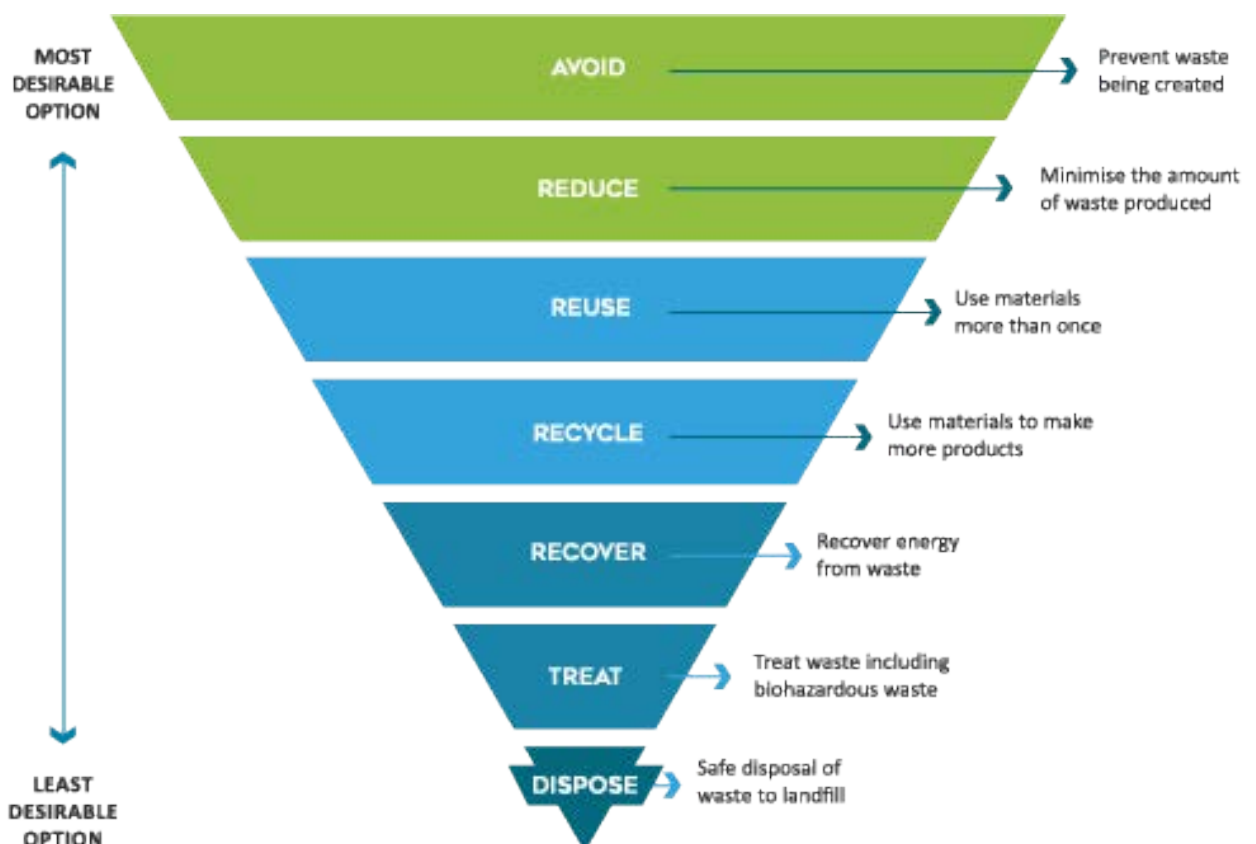 MOST
DESIRABLE
OPTION
AVOID
Prevent waste
being created
REDUCE
Minimise the amount
of waste produced
REUSE
Use materials
more than once
RECYCLE
Use materials to make
more products
RECOVER
Recover energy
from waste
TREAT
Treat waste including
biohazardous waste
DISPOSE
Safe disposal of
waste to landfill
LEAST
DESIRABLE
OPTION